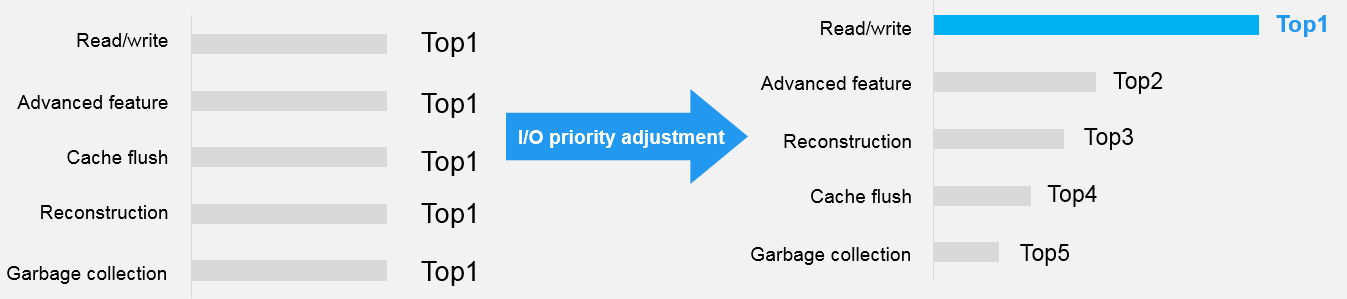 Read/write Top1
Advanced feature Top1
Cache flush Top1
Reconstruction Top1
Garbage collection Top1
I/O priority adjustment
Read/write Top1
Advanced feature Top2
Reconstruction Top3
Cache flush Top4
Garbage collection Top5